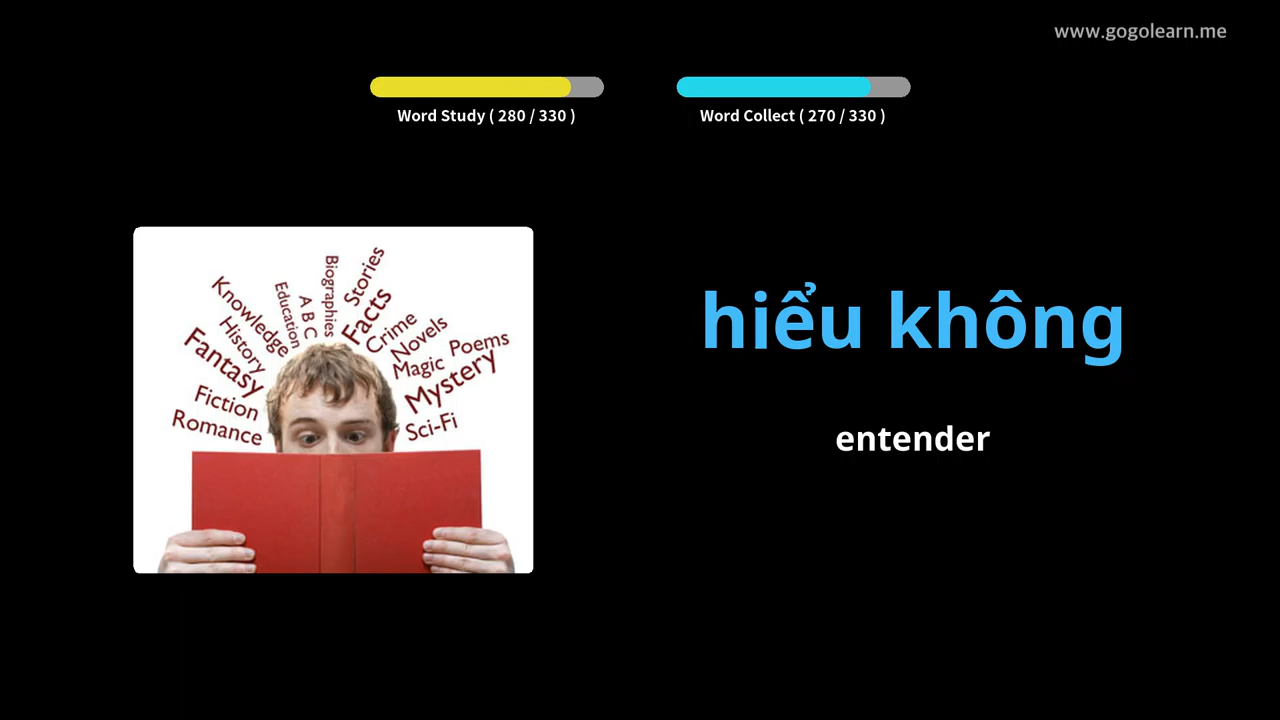 www.gogolearn.me
Word Study ( 280 / 330 )
Word Collect ( 270 / 330 )
Biographies
Stories
Education
A B C
Facts
Knowledge
Crime
Novels
History
Poems
Fantasy
Magic
Mystery
Fiction
Romance
Sci-Fi
hiểu không
entender